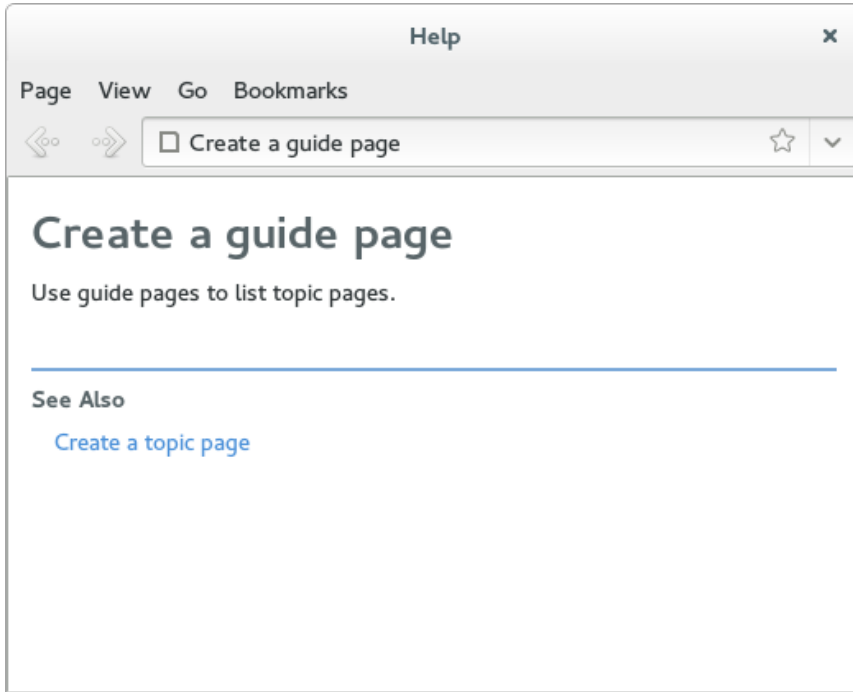 Help
Page View Go Bookmarks
Create a guide page
Create a guide page
Use guide pages to list topic pages.
See Also
Create a topic page